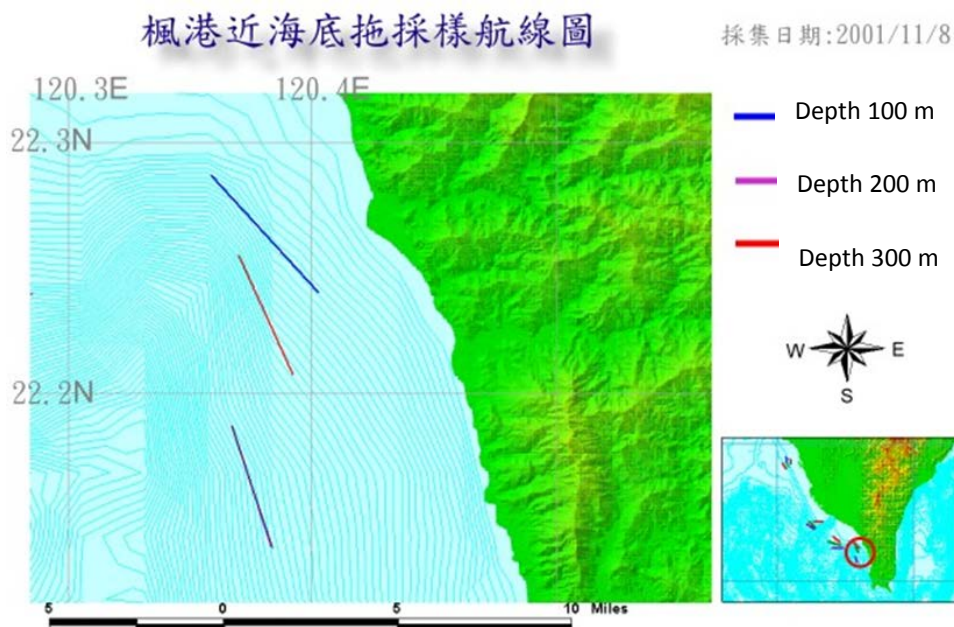 楓港近海底拖採樣航線圖
採集日期:2001/11/8
120.3E 120.4E
22.3N
22.2N
Depth 100 m
Depth 200 m
Depth 300 m
W E
S
5 0 5 10 Miles